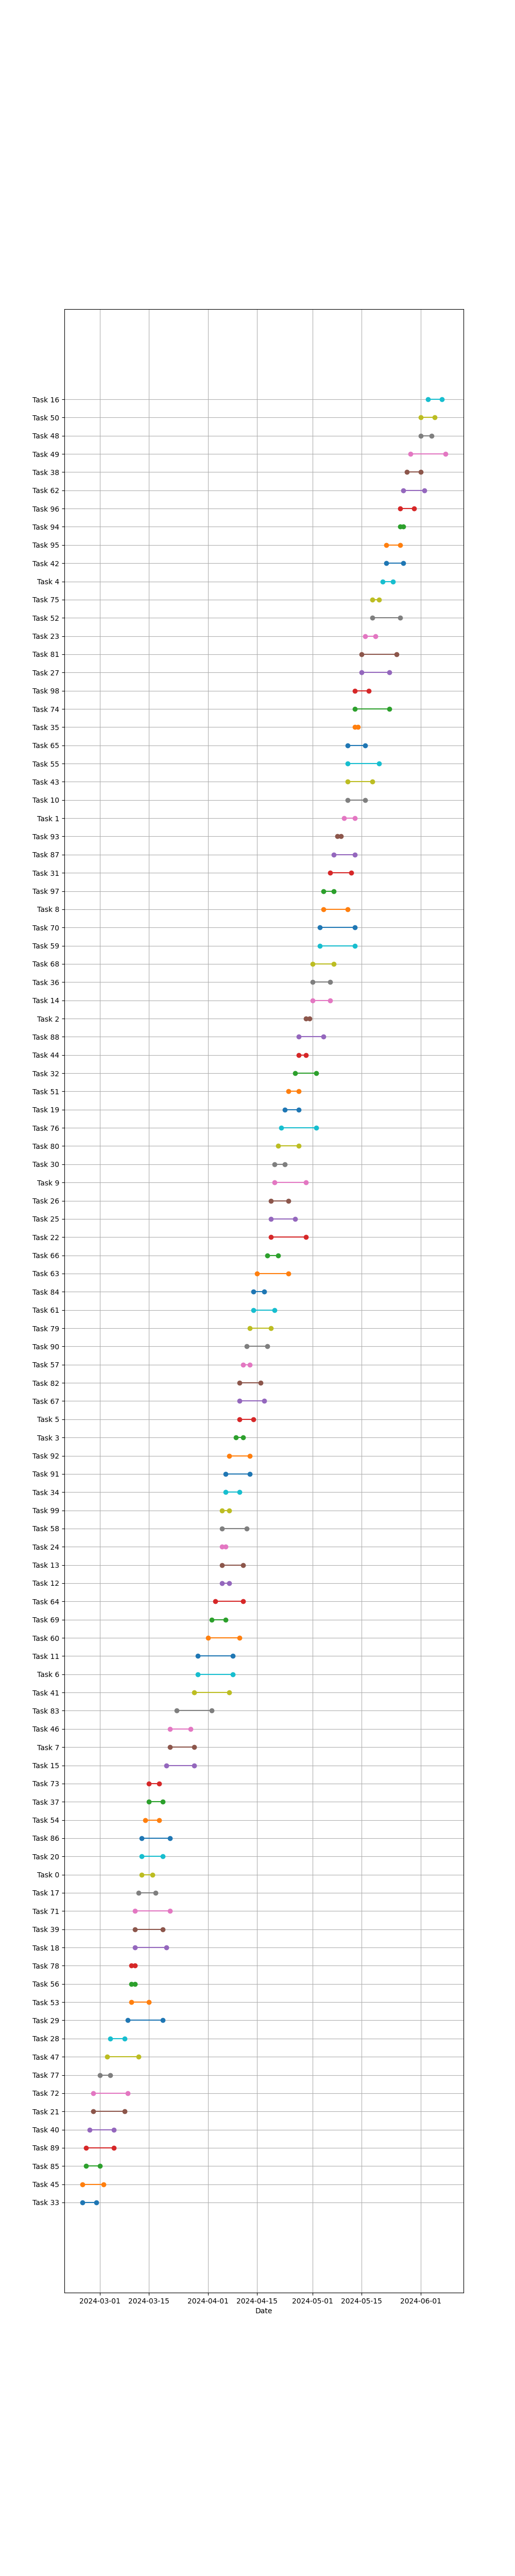 Task 16
Task 50
Task 48
Task 49
Task 38
Task 62
Task 96
Task 94
Task 95
Task 42
Task 4
Task 75
Task 52
Task 23
Task 81
Task 27
Task 98
Task 74
Task 35
Task 65
Task 55
Task 43
Task 10
Task 1
Task 93
Task 87
Task 31
Task 97
Task 8
Task 70
Task 59
Task 68
Task 36
Task 14
Task 2
Task 88
Task 44
Task 32
Task 51
Task 19
Task 76
Task 80
Task 30
Task 9
Task 26
Task 25
Task 22
Task 66
Task 63
Task 84
Task 61
Task 79
Task 90
Task 57
Task 82
Task 67
Task 5
Task 3
Task 92
Task 91
Task 34
Task 99
Task 58
Task 24
Task 13
Task 12
Task 64
Task 69
Task 60
Task 11
Task 6
Task 41
Task 83
Task 46
Task 7
Task 15
Task 73
Task 37
Task 54
Task 86
Task 20
Task 0
Task 17
Task 71
Task 39
Task 18
Task 78
Task 56
Task 53
Task 29
Task 28
Task 47
Task 77
Task 72
Task 21
Task 40
Task 89
Task 85
Task 45
Task 33
2024-03-01 2024-03-15 2024-04-01 2024-04-15 2024-05-01 2024-05-15 2024-06-01
Date